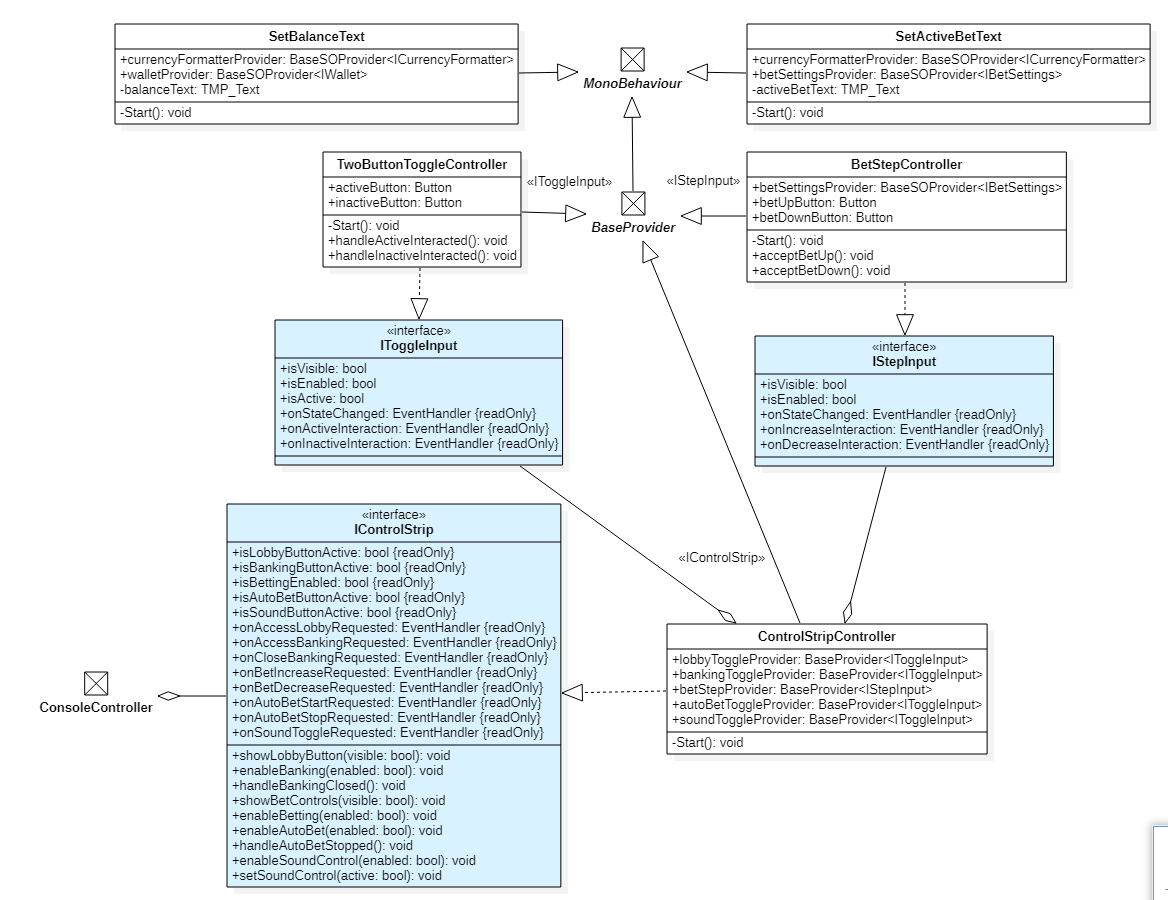 SetBalanceText
+currencyFormatterProvider: BaseSOProvider<ICurrencyFormatter>
+walletProvider: BaseSOProvider<IWallet>
-balanceText: TMP_Text
-Start(): void
MonoBehaviour
SetActiveBetText
+currencyFormatterProvider: BaseSOProvider<ICurrencyFormatter>
+betSettingsProvider: BaseSOProvider<IBetSettings>
-activeBetText: TMP_Text
-Start(): void
TwoButtonToggleController
+activeButton: Button
+inactiveButton: Button
-Start(): void
+handleActiveInteracted(): void
+handleInactiveInteracted(): void
«IToggleInput»
«IStepInput»
BaseProvider
BetStepController
+betSettingsProvider: BaseSOProvider<IBetSettings>
+betUpButton: Button
+betDownButton: Button
-Start(): void
+acceptBetUp(): void
+acceptBetDown(): void
«interface»
IToggleInput
+isVisible: bool
+isEnabled: bool
+isActive: bool
+onStateChanged: EventHandler {readOnly}
+onActiveInteraction: EventHandler {readOnly}
+onInactiveInteraction: EventHandler {readOnly}
«interface»
IStepInput
+isVisible: bool
+isEnabled: bool
+onStateChanged: EventHandler {readOnly}
+onIncreaseInteraction: EventHandler {readOnly}
+onDecreaseInteraction: EventHandler {readOnly}
«interface»
IControlStrip
+isLobbyButtonActive: bool {readOnly}
+isBankingButtonActive: bool {readOnly}
+isBettingEnabled: bool {readOnly}
+isAutoBetButtonActive: bool {readOnly}
+isSoundButtonActive: bool {readOnly}
+onAccessLobbyRequested: EventHandler {readOnly}
+onAccessBankingRequested: EventHandler {readOnly}
+onCloseBankingRequested: EventHandler {readOnly}
+onBetIncreaseRequested: EventHandler {readOnly}
+onBetDecreaseRequested: EventHandler {readOnly}
+onAutoBetStartRequested: EventHandler {readOnly}
+onAutoBetStopRequested: EventHandler {readOnly}
+onSoundToggleRequested: EventHandler {readOnly}
+showLobbyButton(visible: bool): void
+enableBanking(enabled: bool): void
+handleBankingClosed(): void
+showBetControls(visible: bool): void
+enableBetting(enabled: bool): void
+enableAutoBet(enabled: bool): void
+handleAutoBetStopped(): void
+enableSoundControl(enabled: bool): void
+setSoundControl(active: bool): void
«IControlStrip»
ControlStripController
+lobbyToggleProvider: BaseProvider<IToggleInput>
+bankingToggleProvider: BaseProvider<IToggleInput>
+betStepProvider: BaseProvider<IStepInput>
+autoBetToggleProvider: BaseProvider<IToggleInput>
+soundToggleProvider: BaseProvider<IToggleInput>
-Start(): void
ConsoleController